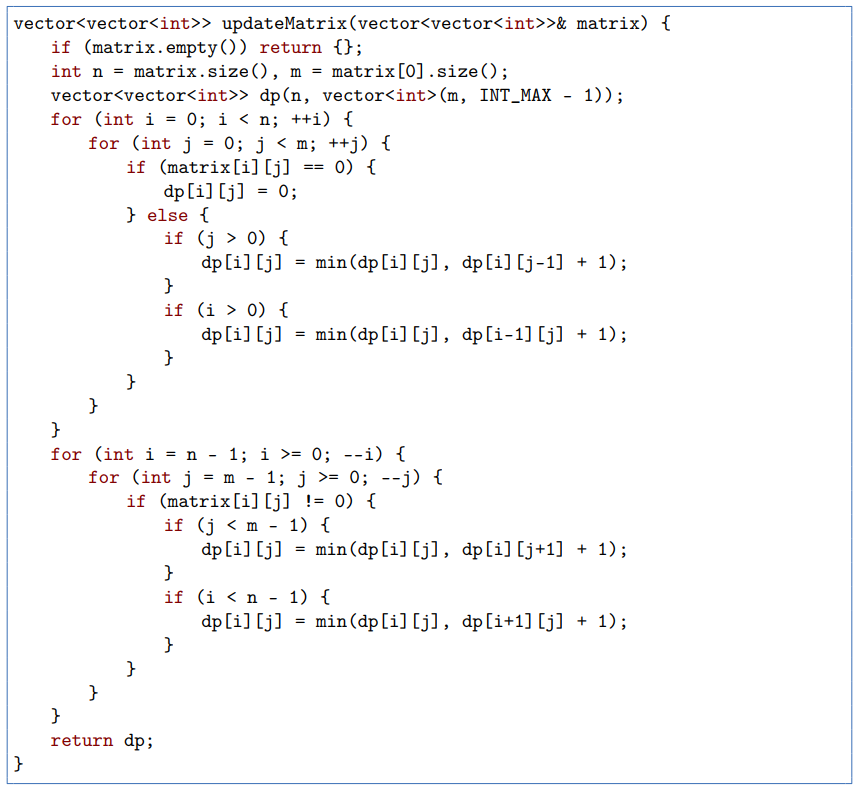 vector<vector<int>> updateMatrix(vector<vector<int>>& matrix) {
    if (matrix.empty()) return {};
    int n = matrix.size(), m = matrix[0].size();
    vector<vector<int>> dp(n, vector<int>(m, INT_MAX - 1));
    for (int i = 0; i < n; ++i) {
        for (int j = 0; j < m; ++j) {
            if (matrix[i][j] == 0) {
                dp[i][j] = 0;
            } else {
                if (j > 0) {
                    dp[i][j] = min(dp[i][j], dp[i][j-1] + 1);
                }
                if (i > 0) {
                    dp[i][j] = min(dp[i][j], dp[i-1][j] + 1);
                }
            }
        }
    }
    for (int i = n - 1; i >= 0; --i) {
        for (int j = m - 1; j >= 0; --j) {
            if (matrix[i][j] != 0) {
                if (j < m - 1) {
                    dp[i][j] = min(dp[i][j], dp[i][j+1] + 1);
                }
                if (i < n - 1) {
                    dp[i][j] = min(dp[i][j], dp[i+1][j] + 1);
                }
            }
        }
    }
    return dp;
}